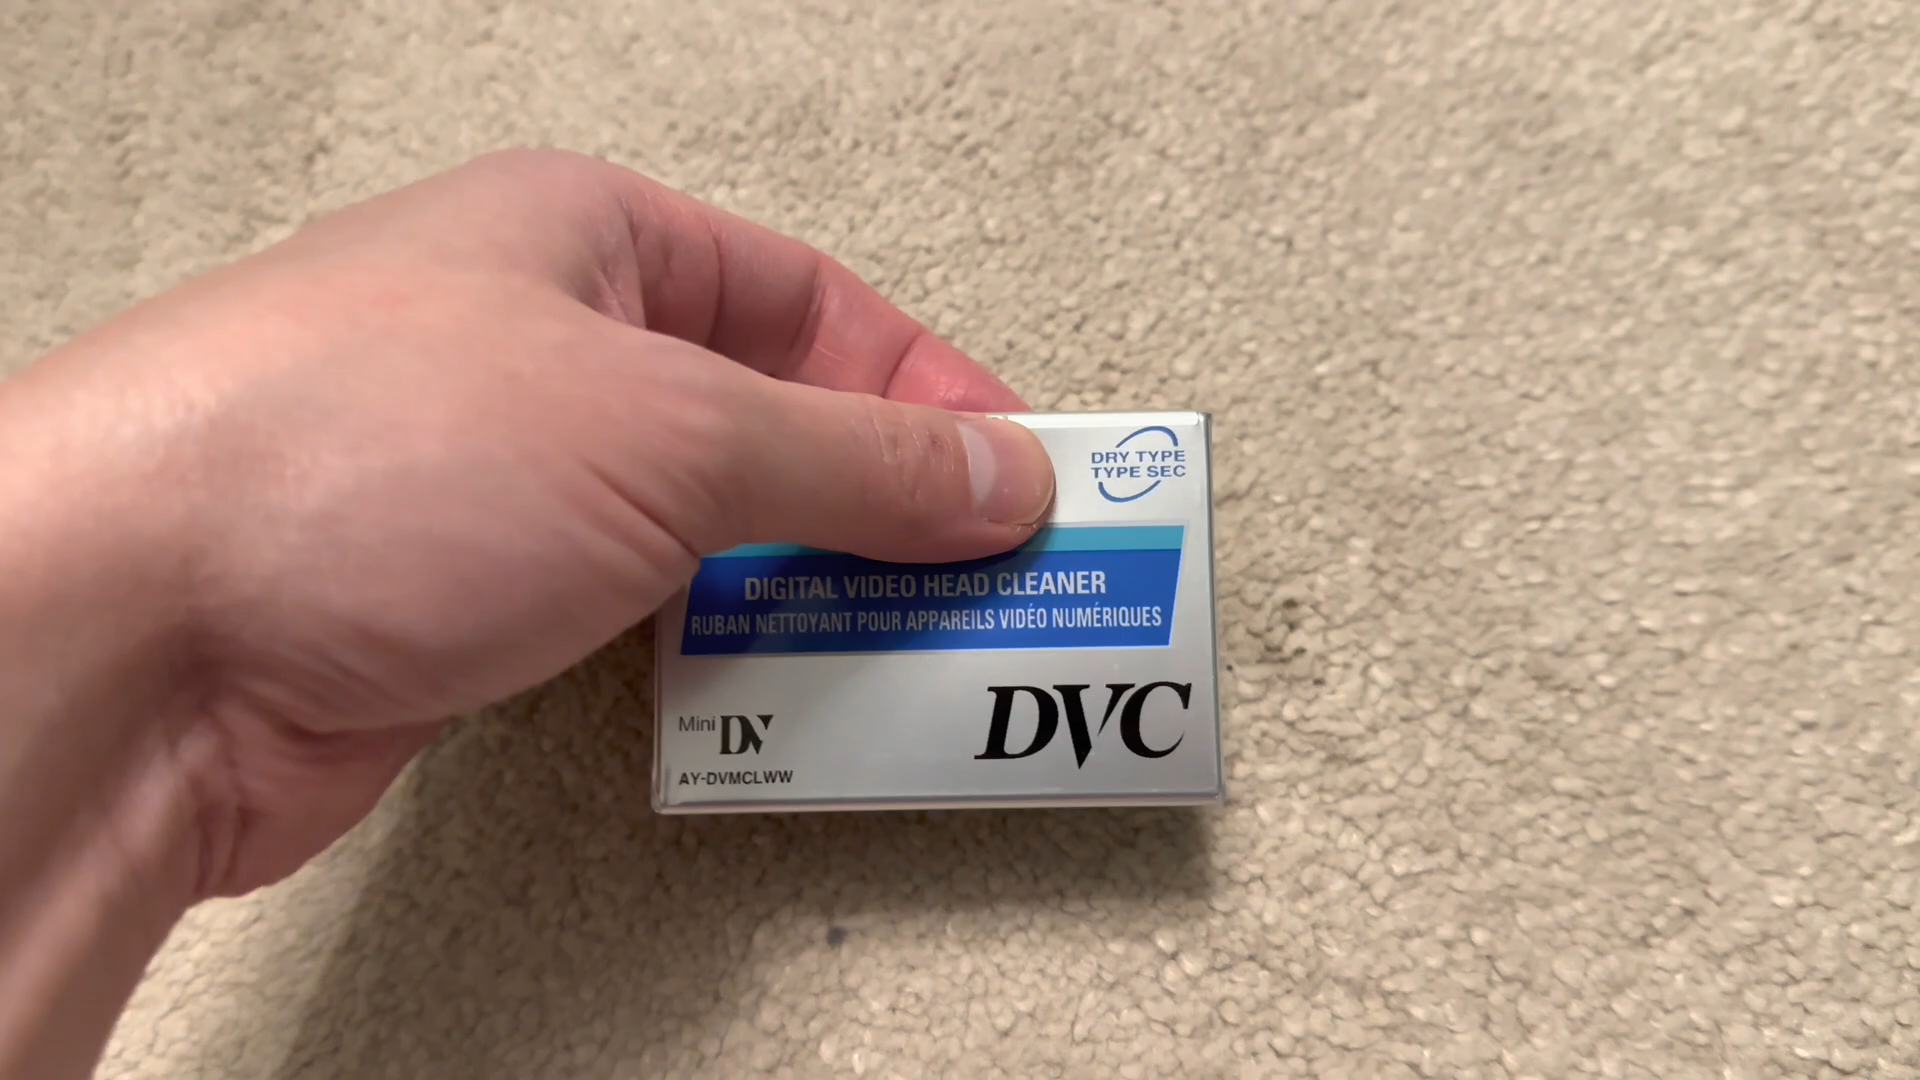 DRY TYPE
TYPE SEC
DIGITAL VIDEO HEAD CLEANER
RUBAN NETTOYANT POUR APPAREILS VIDÉO NUMÉRIQUES
Mini DV
DVC
AY-DVMCLWW